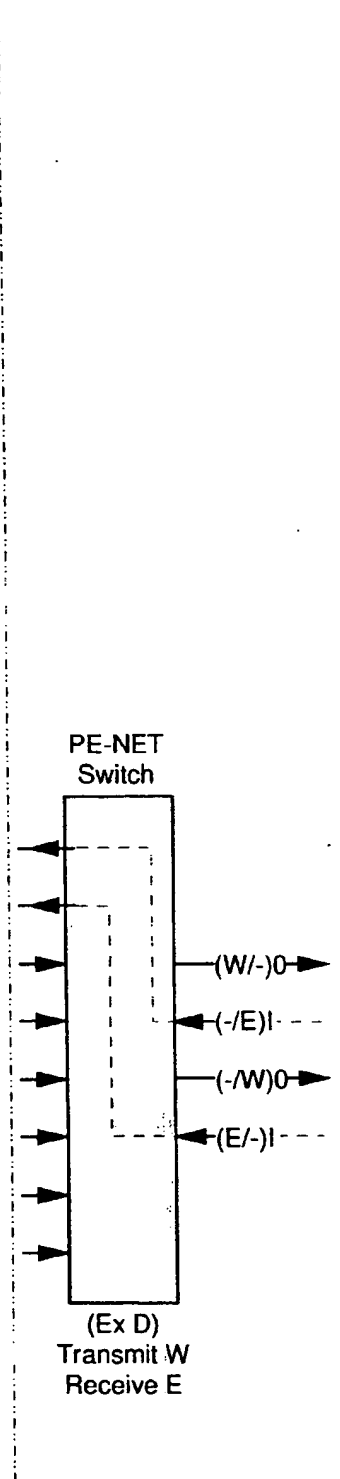 PE-NET
Switch
(W/-)0
(-/E)I
(-/W)0
(E/-)I
(Ex D)
Transmit W
Receive E